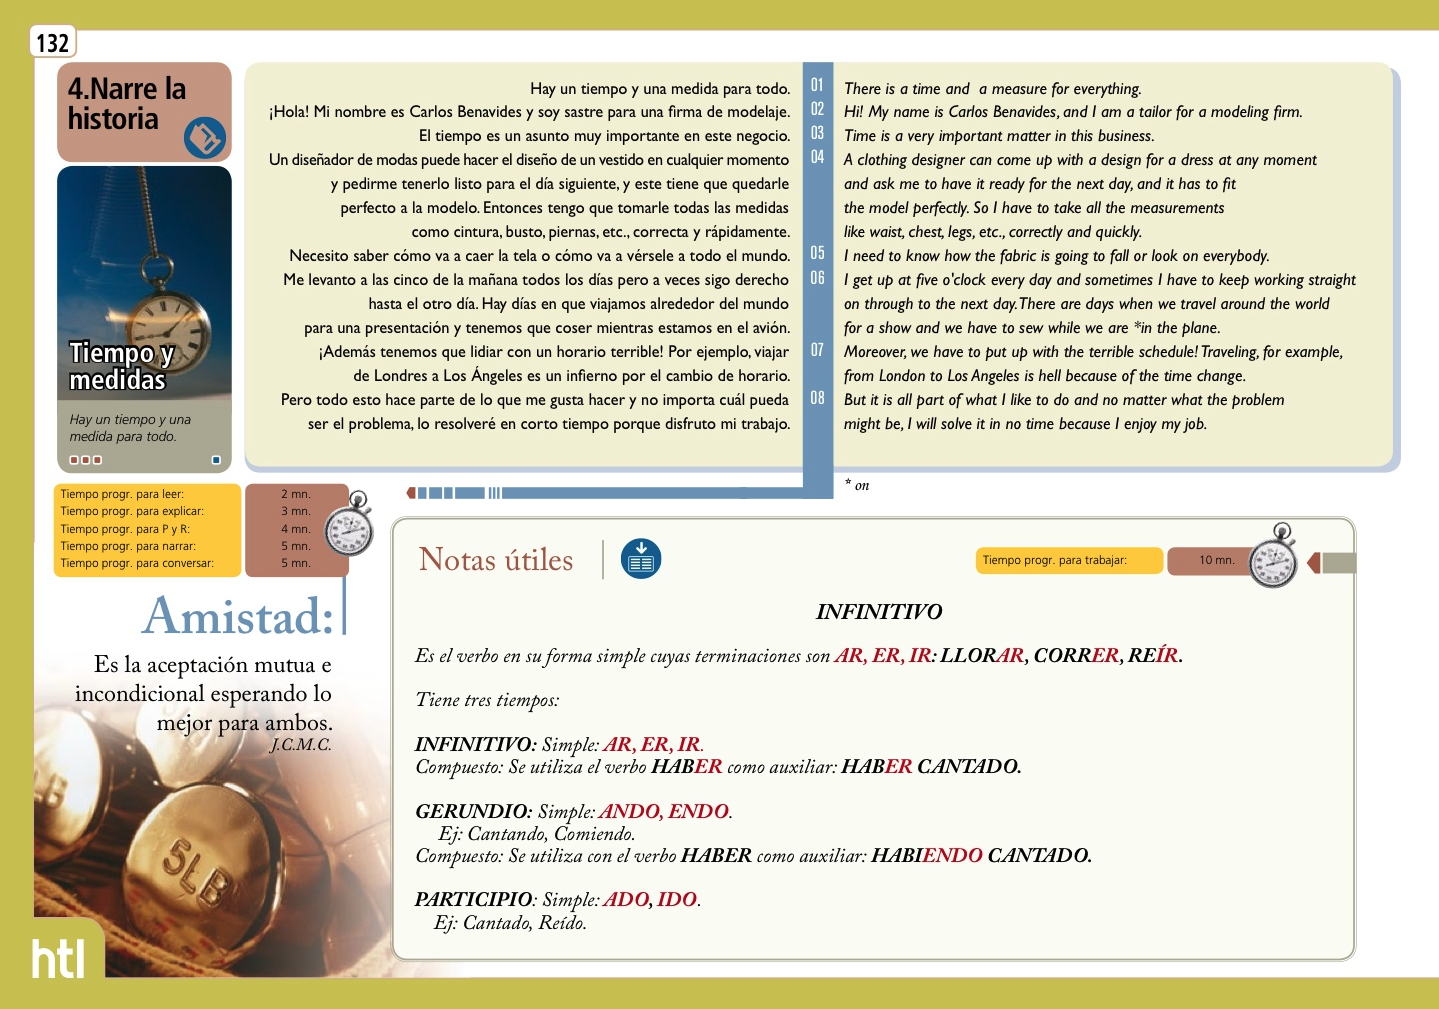 132
4.Narre la
historia
Tiempo y
medidas
Hay un tiempo y una
medida para todo.
Hay un tiempo y una medida para todo.
¡Hola! Mi nombre es Carlos Benavides y soy sastre para una firma de modelaje.
El tiempo es un asunto muy importante en este negocio.
Un diseñador de modas puede hacer el diseño de un vestido en cualquier momento
y pedirme tenerlo listo para el día siguiente, y este tiene que quedarle
perfecto a la modelo. Entonces tengo que tomarle todas las medidas
como cintura, busto, piernas, etc., correcta y rápidamente.
Necesito saber cómo va a caer la tela o cómo va a vérsele a todo el mundo.
Me levanto a las cinco de la mañana todos los días pero a veces sigo derecho
hasta el otro día. Hay días en que viajamos alrededor del mundo
para una presentación y tenemos que coser mientras estamos en el avión.
¡Además tenemos que lidiar con un horario terrible! Por ejemplo, viajar
de Londres a Los Ángeles es un infierno por el cambio de horario.
Pero todo esto hace parte de lo que me gusta hacer y no importa cuál pueda
ser el problema, lo resolveré en corto tiempo porque disfruto mi trabajo.
01
02
03
04
05
06
07
08
There is a time and  a measure for everything.
Hi! My name is Carlos Benavides, and I am a tailor for a modeling firm.
Time is a very important matter in this business.
A clothing designer can come up with a design for a dress at any moment
and ask me to have it ready for the next day, and it has to fit
the model perfectly. So I have to take all the measurements
like waist, chest, legs, etc., correctly and quickly.
I need to know how the fabric is going to fall or look on everybody.
I get up at five o'clock every day and sometimes I have to keep working straight
on through to the next day. There are days when we travel around the world
for a show and we have to sew while we are *in the plane.
Moreover, we have to put up with the terrible schedule! Traveling, for example,
from London to Los Angeles is hell because of the time change.
But it is all part of what I like to do and no matter what the problem
might be, I will solve it in no time because I enjoy my job.
* on
Tiempo progr. para leer: 2 mn.
Tiempo progr. para explicar: 3 mn.
Tiempo progr. para P y R: 4 mn.
Tiempo progr. para narrar: 5 mn.
Tiempo progr. para conversar: 5 mn.
Amistad:
Es la aceptación mutua e
incondicional esperando lo
mejor para ambos.
J.C.M.C.
5LB
htl
Notas útiles
Tiempo progr. para trabajar: 10 mn.
INFINITIVO
Es el verbo en su forma simple cuyas terminaciones son AR, ER, IR: LLORAR, CORRER, REÍR.
Tiene tres tiempos:
INFINITIVO: Simple: AR, ER, IR.
Compuesto: Se utiliza el verbo HABER como auxiliar: HABER CANTADO.
GERUNDIO: Simple: ANDO, ENDO.
Ej: Cantando, Comiendo.
Compuesto: Se utiliza con el verbo HABER como auxiliar: HABIENDO CANTADO.
PARTICIPIO: Simple: ADO, IDO.
Ej: Cantado, Reído.